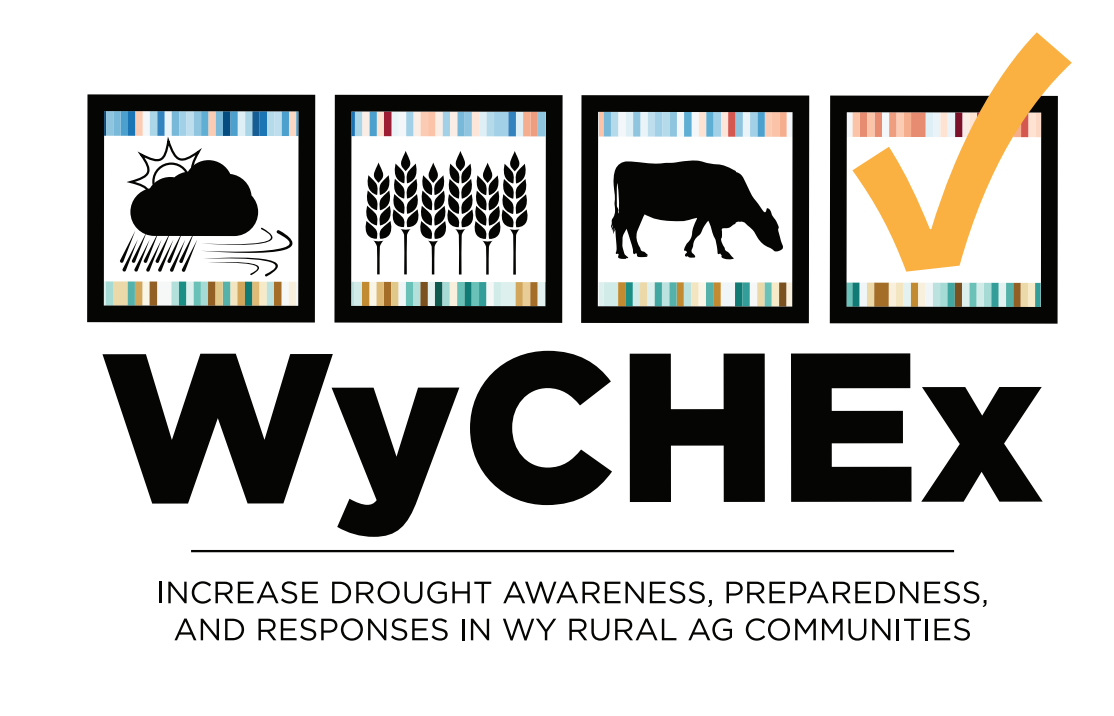 WyCHEx
INCREASE DROUGHT AWARENESS, PREPAREDNESS,
AND RESPONSES IN WY RURAL AG COMMUNITIES